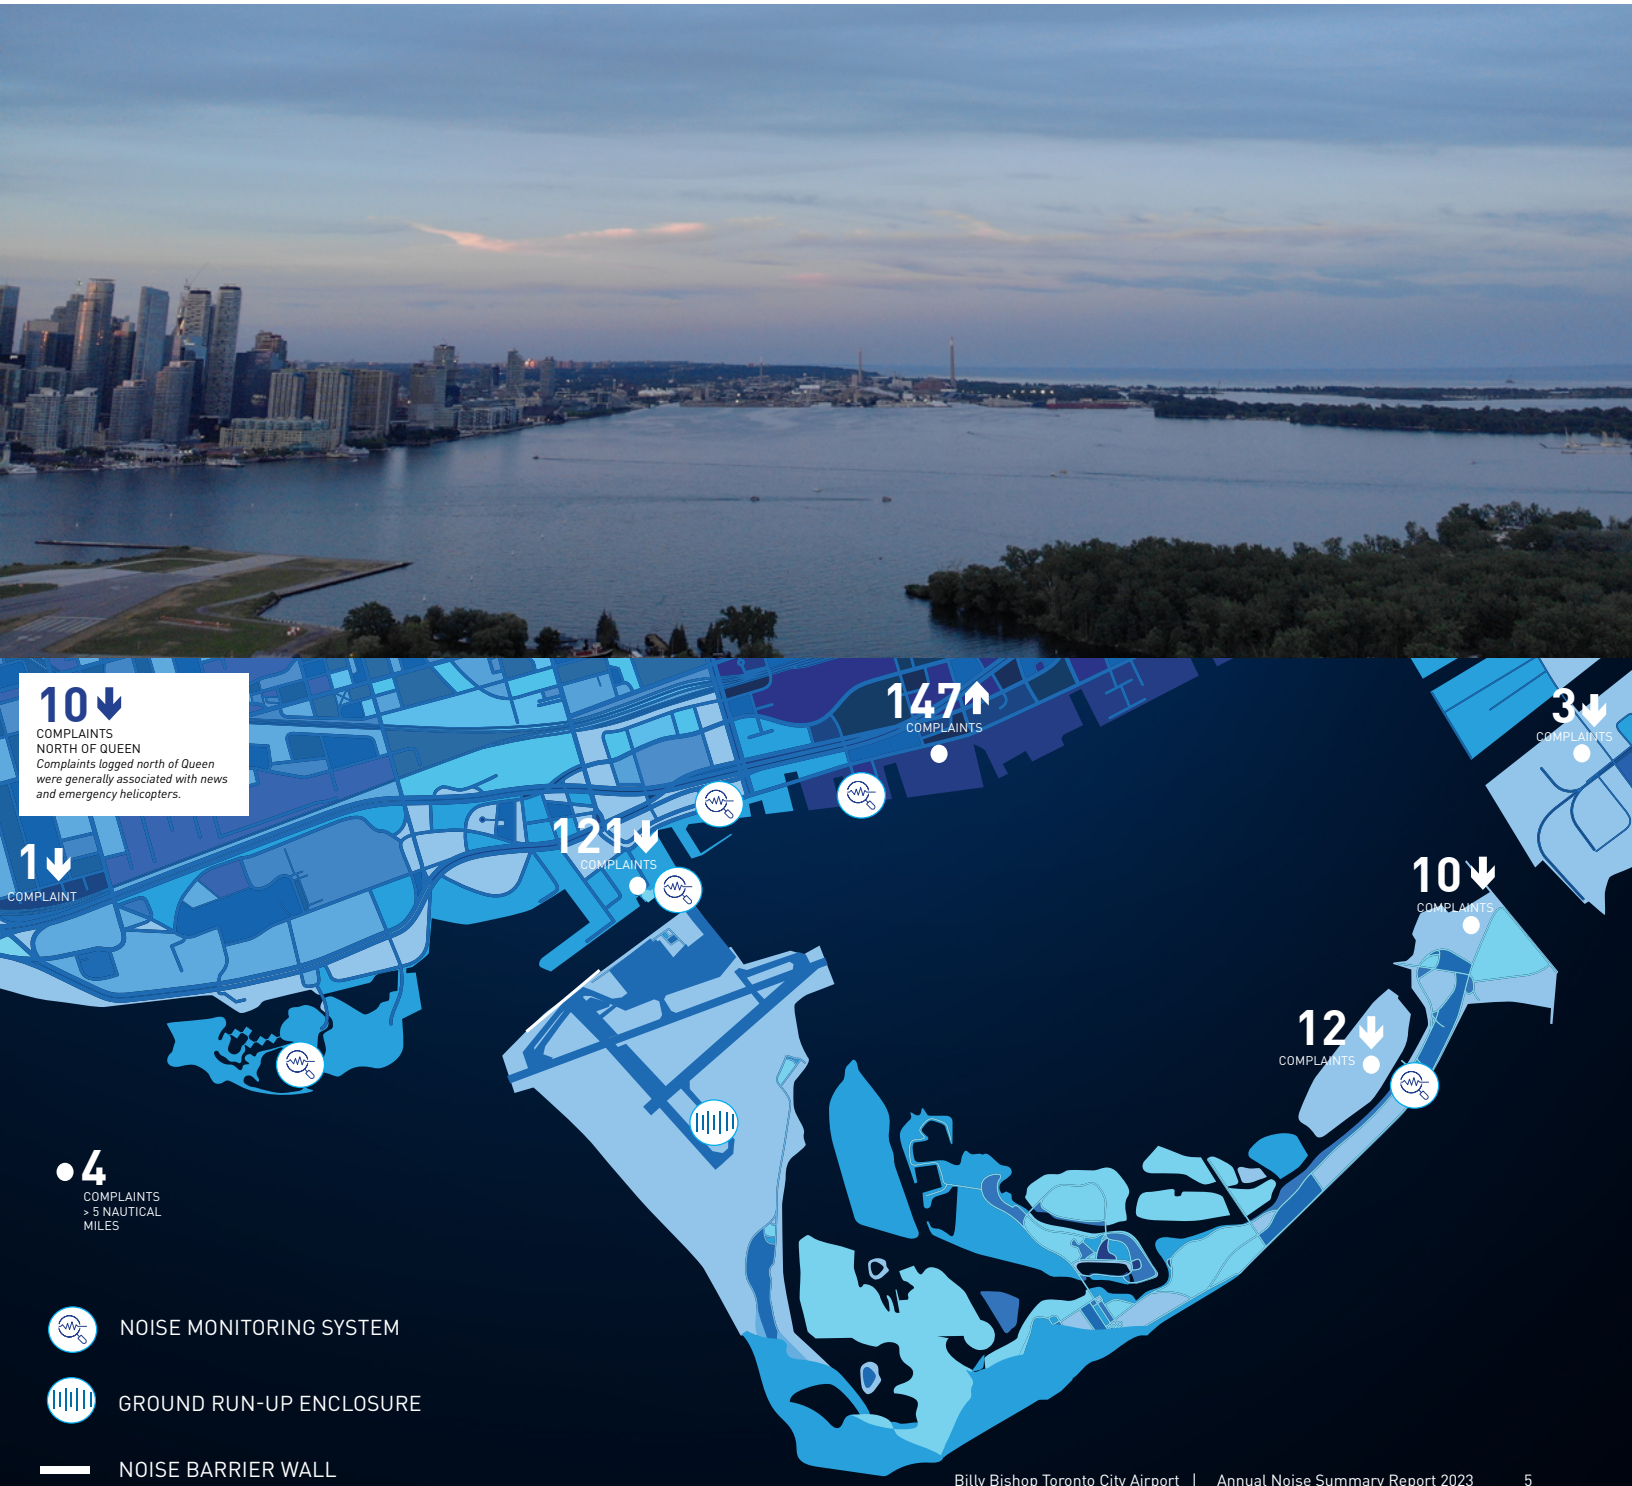 10
COMPLAINTS
NORTH OF QUEEN
Complaints logged north of Queen
were generally associated with news
and emergency helicopters.
147
COMPLAINTS
3
COMPLAINTS
121
COMPLAINTS
1
COMPLAINT
10
COMPLAINTS
12
COMPLAINTS
4
COMPLAINTS
> 5 NAUTICAL
MILES
NOISE MONITORING SYSTEM
GROUND RUN-UP ENCLOSURE
NOISE BARRIER WALL
Billy Bishop Toronto City Airport | Annual Noise Summary Report 2023 5